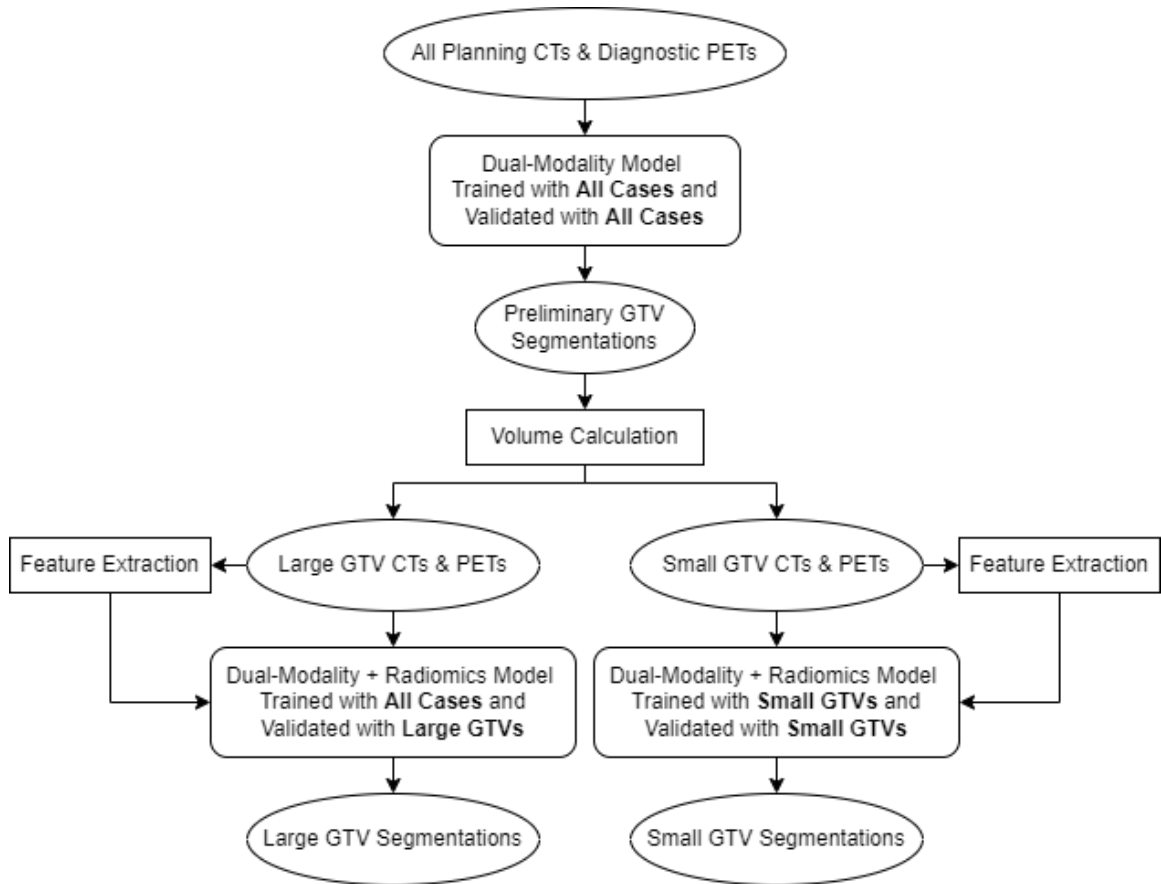 All Planning CTs & Diagnostic PETs
Dual-Modality Model
Trained with All Cases and
Validated with All Cases
Preliminary GTV
Segmentations
Volume Calculation
Feature Extraction
Large GTV CTs & PETs
Small GTV CTs & PETs
Feature Extraction
Dual-Modality + Radiomics Model
Trained with All Cases and
Validated with Large GTVs
Dual-Modality + Radiomics Model
Trained with Small GTVs and
Validated with Small GTVs
Large GTV Segmentations
Small GTV Segmentations